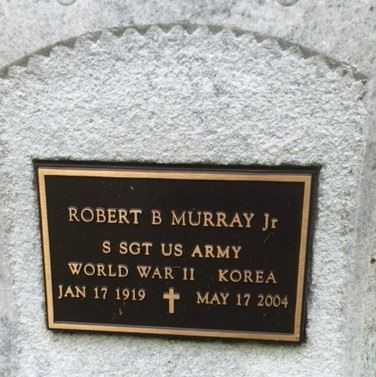 ROBERT B MURRAY Jr
S SGT US ARMY
WORLD WAR II KOREA
JAN 17 1919 MAY 17 2004